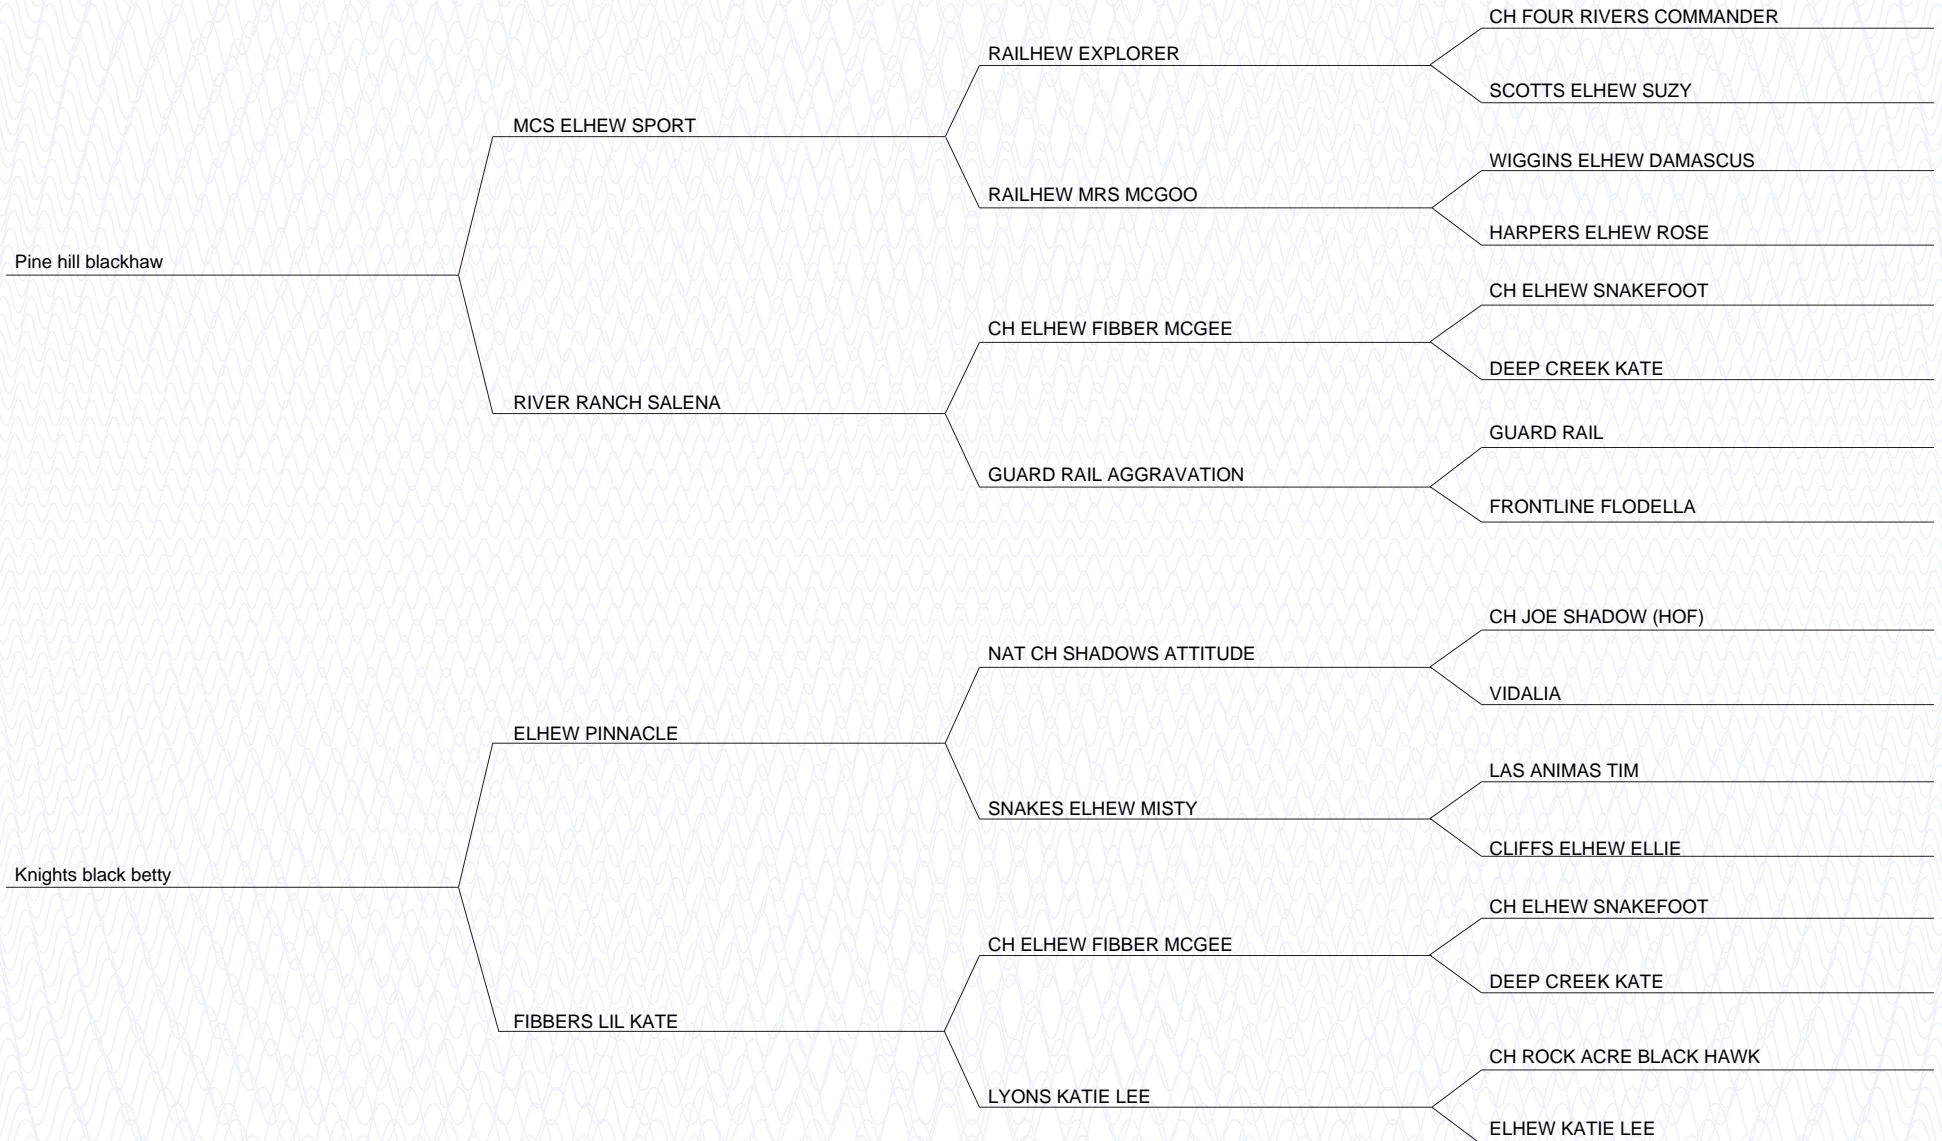 CH FOUR RIVERS COMMANDER
RAILHEW EXPLORER
SCOTTS ELHEW SUZY
MCS ELHEW SPORT
WIGGINS ELHEW DAMASCUS
RAILHEW MRS MCGOO
HARPERS ELHEW ROSE
Pine hill blackhaw
CH ELHEW SNAKEFOOT
CH ELHEW FIBBER MCGEE
DEEP CREEK KATE
RIVER RANCH SALENA
GUARD RAIL
GUARD RAIL AGGRAVATION
FRONTLINE FLODELLA
CH JOE SHADOW (HOF)
NAT CH SHADOWS ATTITUDE
VIDALIA
ELHEW PINNACLE
LAS ANIMAS TIM
SNAKES ELHEW MISTY
CLIFFS ELHEW ELLIE
Knights black betty
CH ELHEW SNAKEFOOT
CH ELHEW FIBBER MCGEE
DEEP CREEK KATE
FIBBERS LIL KATE
CH ROCK ACRE BLACK HAWK
LYONS KATIE LEE
ELHEW KATIE LEE